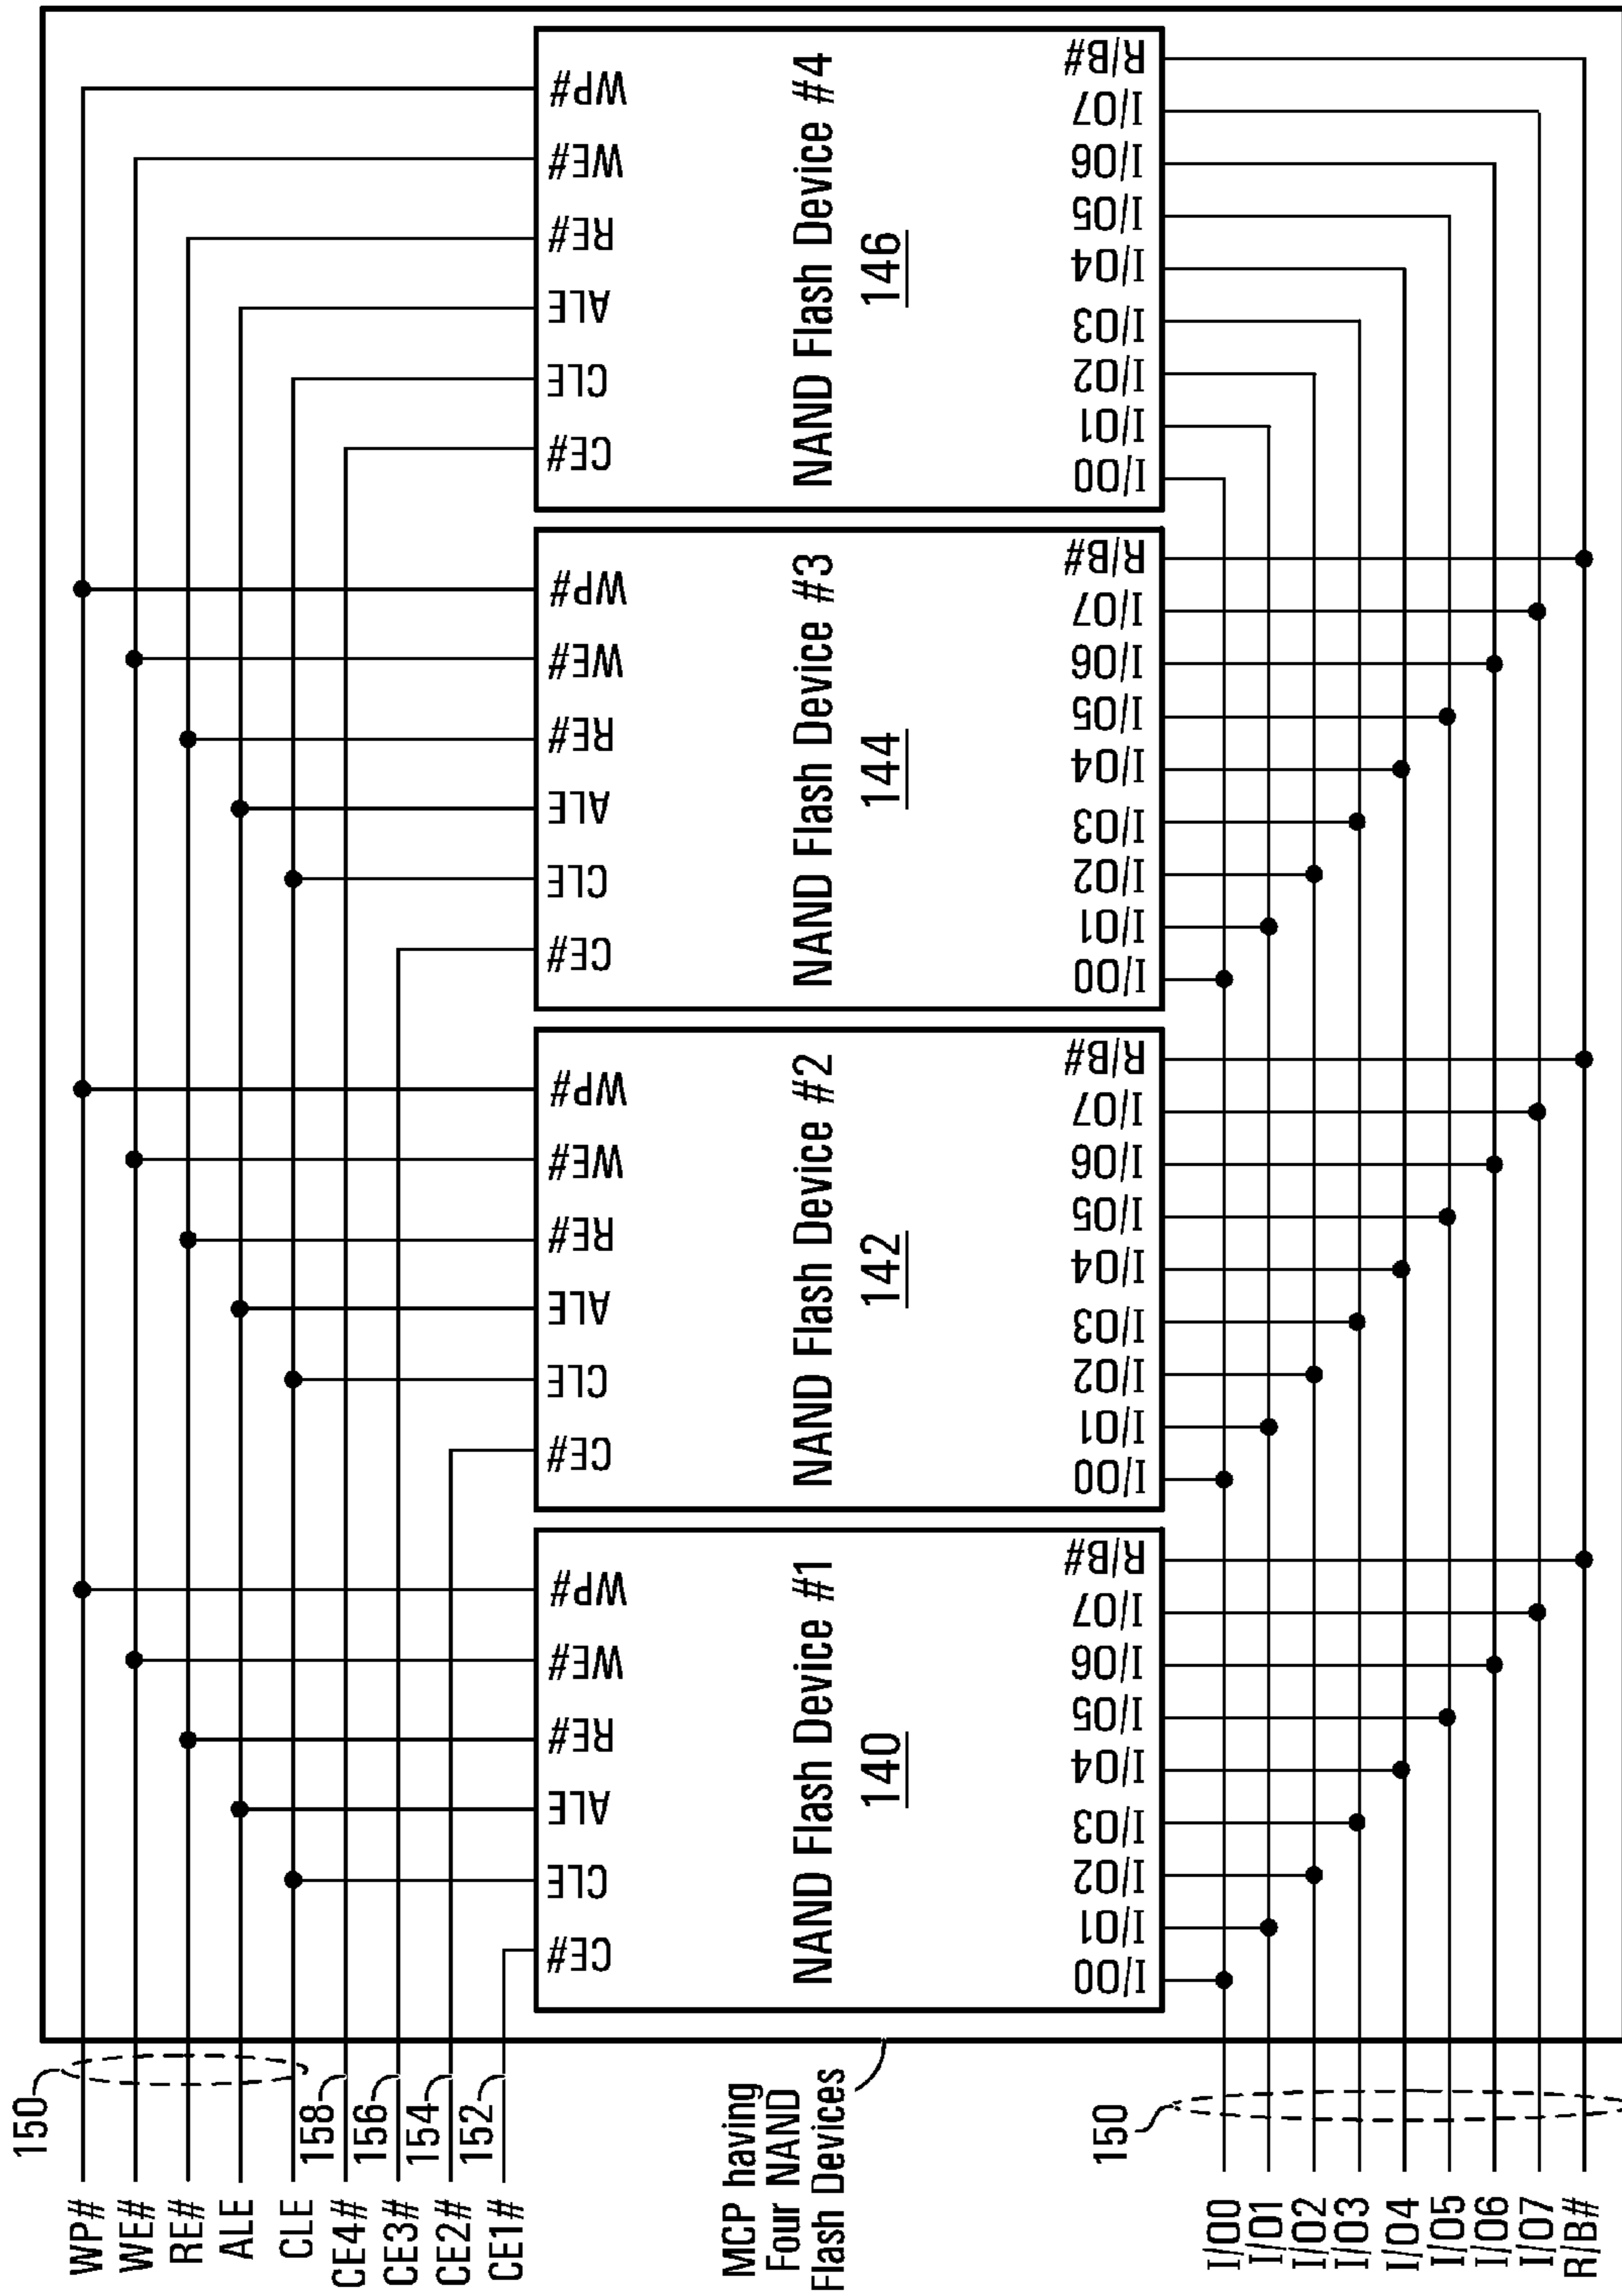 150
WP#
WE#
RE#
ALE
CLE
CE4#
158
CE3#
156
CE2#
154
CE1#
152
MCP having
Four NAND
Flash Devices
150
I/O0
I/O1
I/O2
I/O3
I/O4
I/O5
I/O6
I/O7
R/B#
CE#
CLE
ALE
RE#
WE#
WP#
NAND Flash Device #1
140
I/O0
I/O1
I/O2
I/O3
I/O4
I/O5
I/O6
I/O7
R/B#
CE#
CLE
ALE
RE#
WE#
WP#
NAND Flash Device #2
142
I/O0
I/O1
I/O2
I/O3
I/O4
I/O5
I/O6
I/O7
R/B#
CE#
CLE
ALE
RE#
WE#
WP#
NAND Flash Device #3
144
I/O0
I/O1
I/O2
I/O3
I/O4
I/O5
I/O6
I/O7
R/B#
CE#
CLE
ALE
RE#
WE#
WP#
NAND Flash Device #4
146
I/O0
I/O1
I/O2
I/O3
I/O4
I/O5
I/O6
I/O7
R/B#